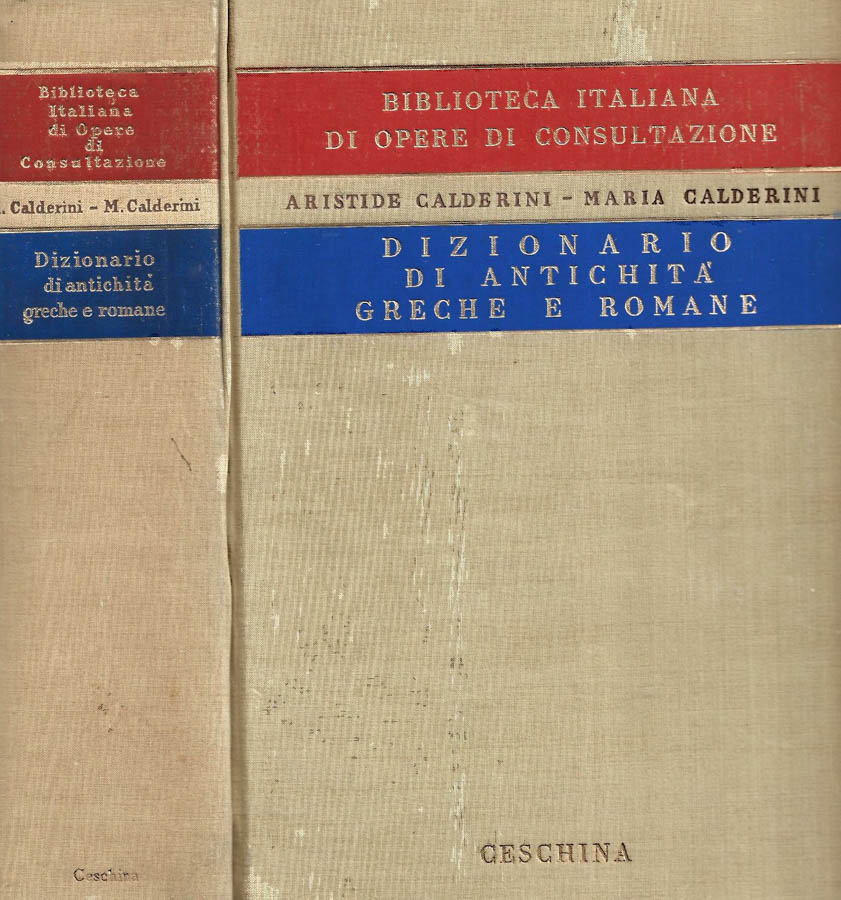 Biblioteca
Italiana
di Opere
di
Consultazione
. Calderini - M. Calderini
Dizionario
di antichità
greche e romane
Ceschina
BIBLIOTECA ITALIANA
DI OPERE DI CONSULTAZIONE
ARISTIDE CALDERINI - MARIA CALDERINI
DIZIONARIO
DI ANTICHITÀ
GRECHE E ROMANE
CESCHINA